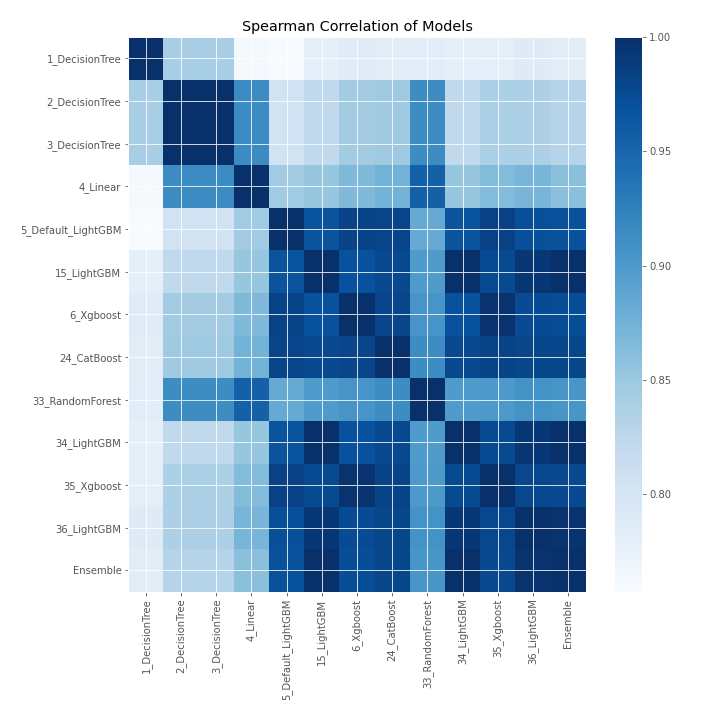 Spearman Correlation of Models
1_DecisionTree
2_DecisionTree
3_DecisionTree
4_Linear
5_Default_LightGBM
15_LightGBM
6_Xgboost
24_CatBoost
33_RandomForest
34_LightGBM
35_Xgboost
36_LightGBM
Ensemble
1_DecisionTree
2_DecisionTree
3_DecisionTree
4_Linear
5_Default_LightGBM
15_LightGBM
6_Xgboost
24_CatBoost
33_RandomForest
34_LightGBM
35_Xgboost
36_LightGBM
Ensemble
1.00
0.95
0.90
0.85
0.80